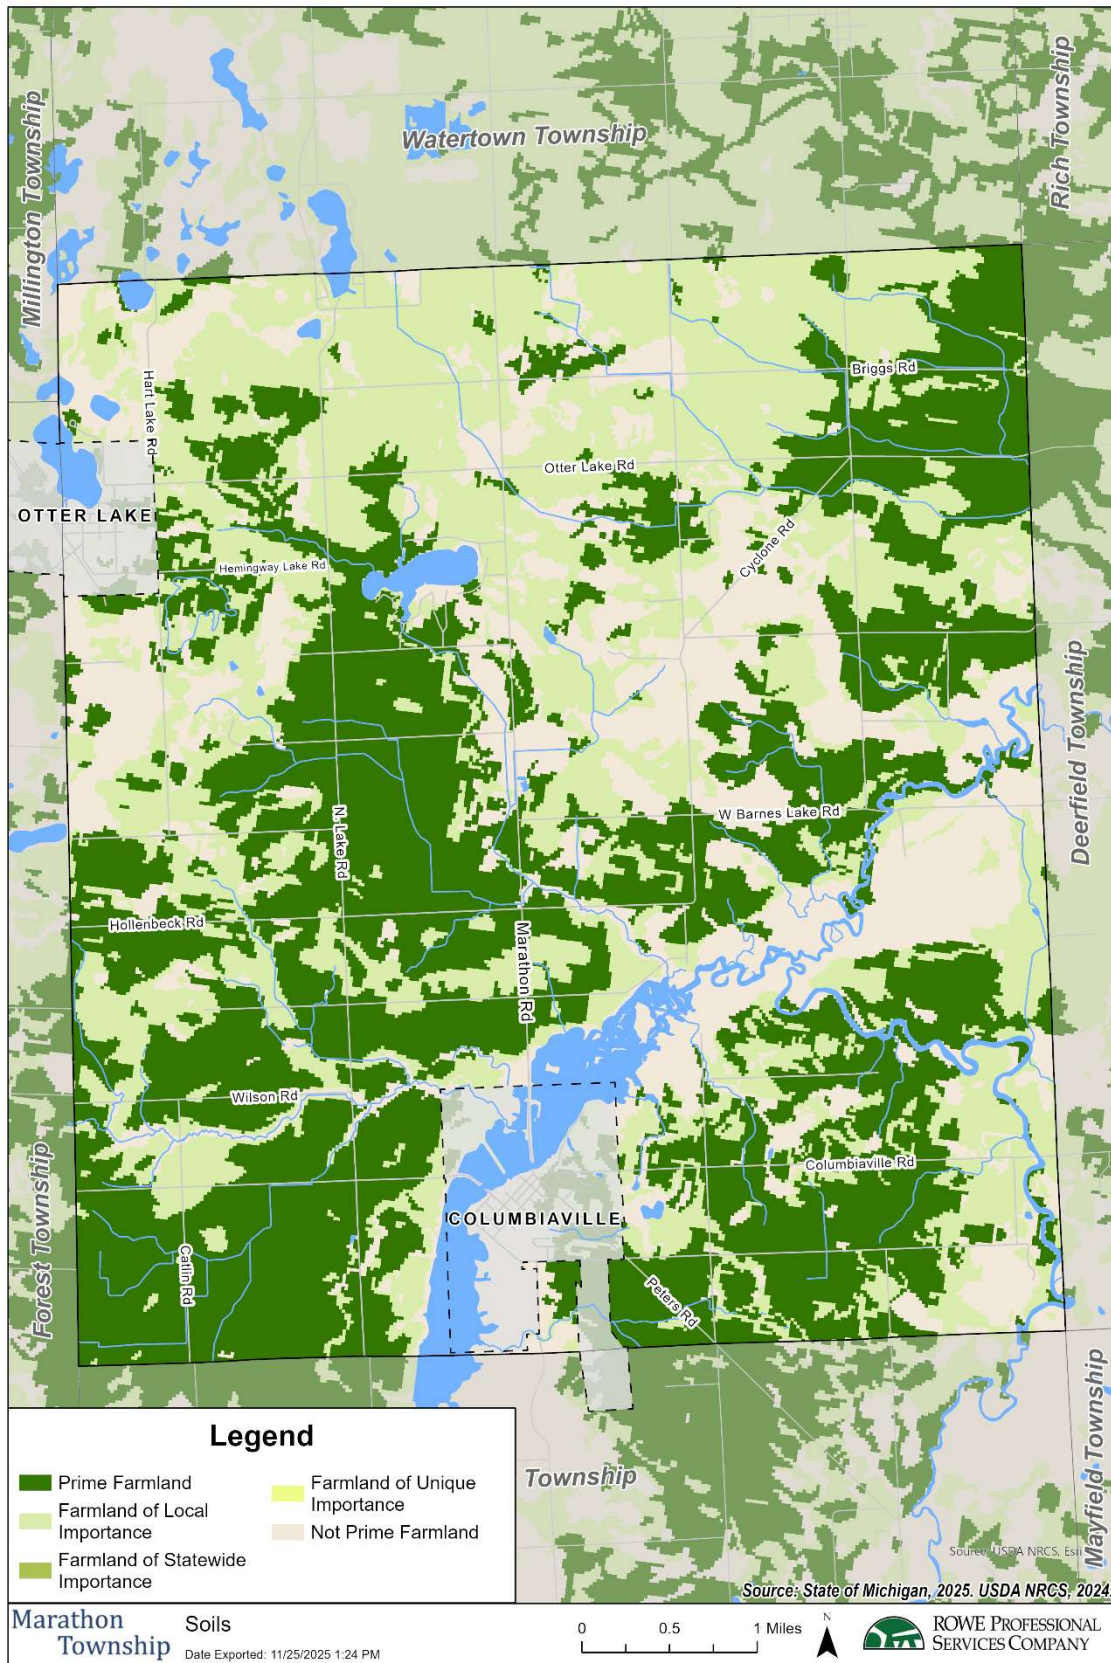 Millington Township
Watertown Township
Rich Township
Hart Lake Rd
Briggs Rd
Otter Lake Rd
OTTER LAKE
Cyclone Rd
Hemingway Lake Rd
Deerfield Township
N. Lake Rd
W Barnes Lake Rd
Hollenbeck Rd
Marathon Rd
Wilson Rd
Columbiaville Rd
Forest Township
COLUMBIAVILLE
Catlin Rd
Peters Rd
Township
Mayfield Township
Legend
Prime Farmland
Farmland of Local
Importance
Farmland of Statewide
Importance
Farmland of Unique
Importance
Not Prime Farmland
Source: USDA NRCS, Esri
Source: State of Michigan, 2025. USDA NRCS, 2024.
Marathon
Township
Soils
Date Exported: 11/25/2025 1:24 PM
0 0.5 1 Miles
N
ROWE PROFESSIONAL
SERVICES COMPANY